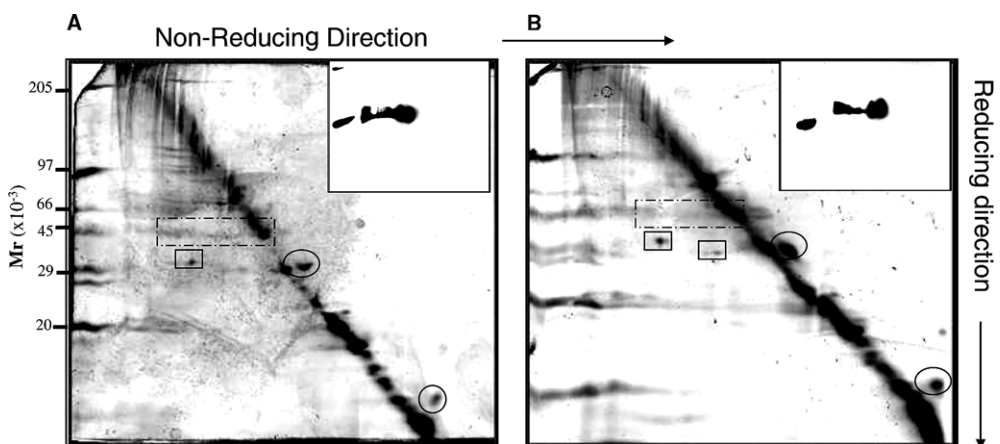 A
B
Non-Reducing Direction
205
97
66
45
29
20
Mr (x10⁻³)
Reducing direction